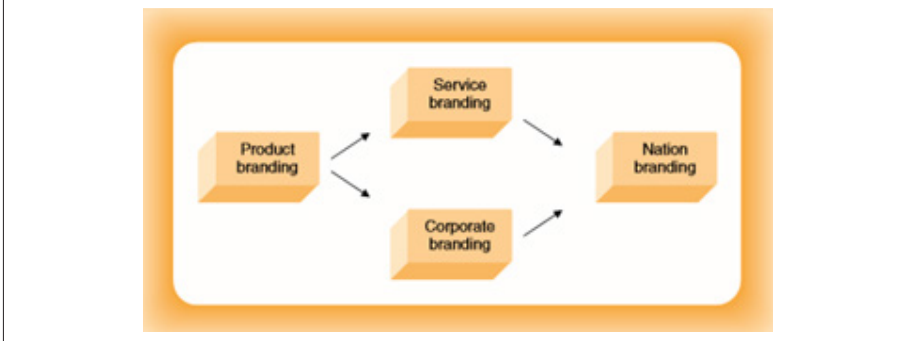 Product
branding
Service
branding
Corporate
branding
Nation
branding